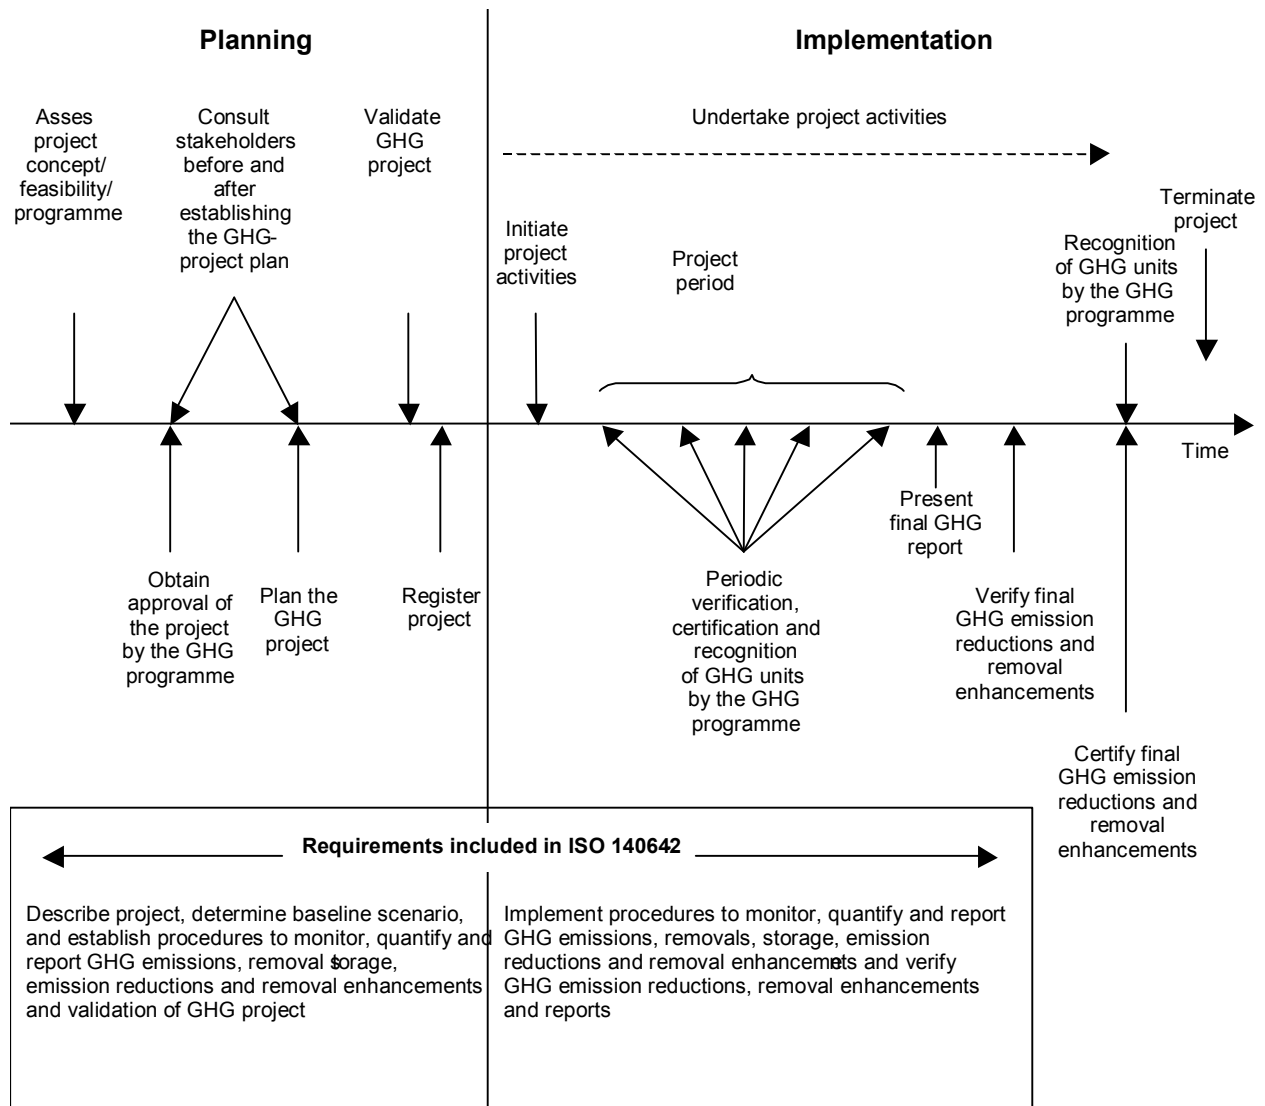 Planning
Implementation
Asses
project
concept/
feasibility/
programme
Consult
stakeholders
before and
after
establishing
the GHG-
project plan
Validate
GHG
project
Undertake project activities
Initiate
project
activities
Project
period
Terminate
project
Recognition
of GHG units
by the GHG
programme
Time
Obtain
approval of
the project
by the GHG
programme
Plan the
GHG
project
Register
project
Periodic
verification,
certification and
recognition
of GHG units
by the GHG
programme
Present
final GHG
report
Verify final
GHG emission
reductions and
removal
enhancements
Certify final
GHG emission
reductions and
removal
enhancements
Requirements included in ISO 140642
Describe project, determine baseline scenario,
and establish procedures to monitor, quantify and
report GHG emissions, removal storage,
emission reductions and removal enhancements
and validation of GHG project
Implement procedures to monitor, quantify and report
GHG emissions, removals, storage, emission
reductions and removal enhancements and verify
GHG emission reductions, removal enhancements
and reports